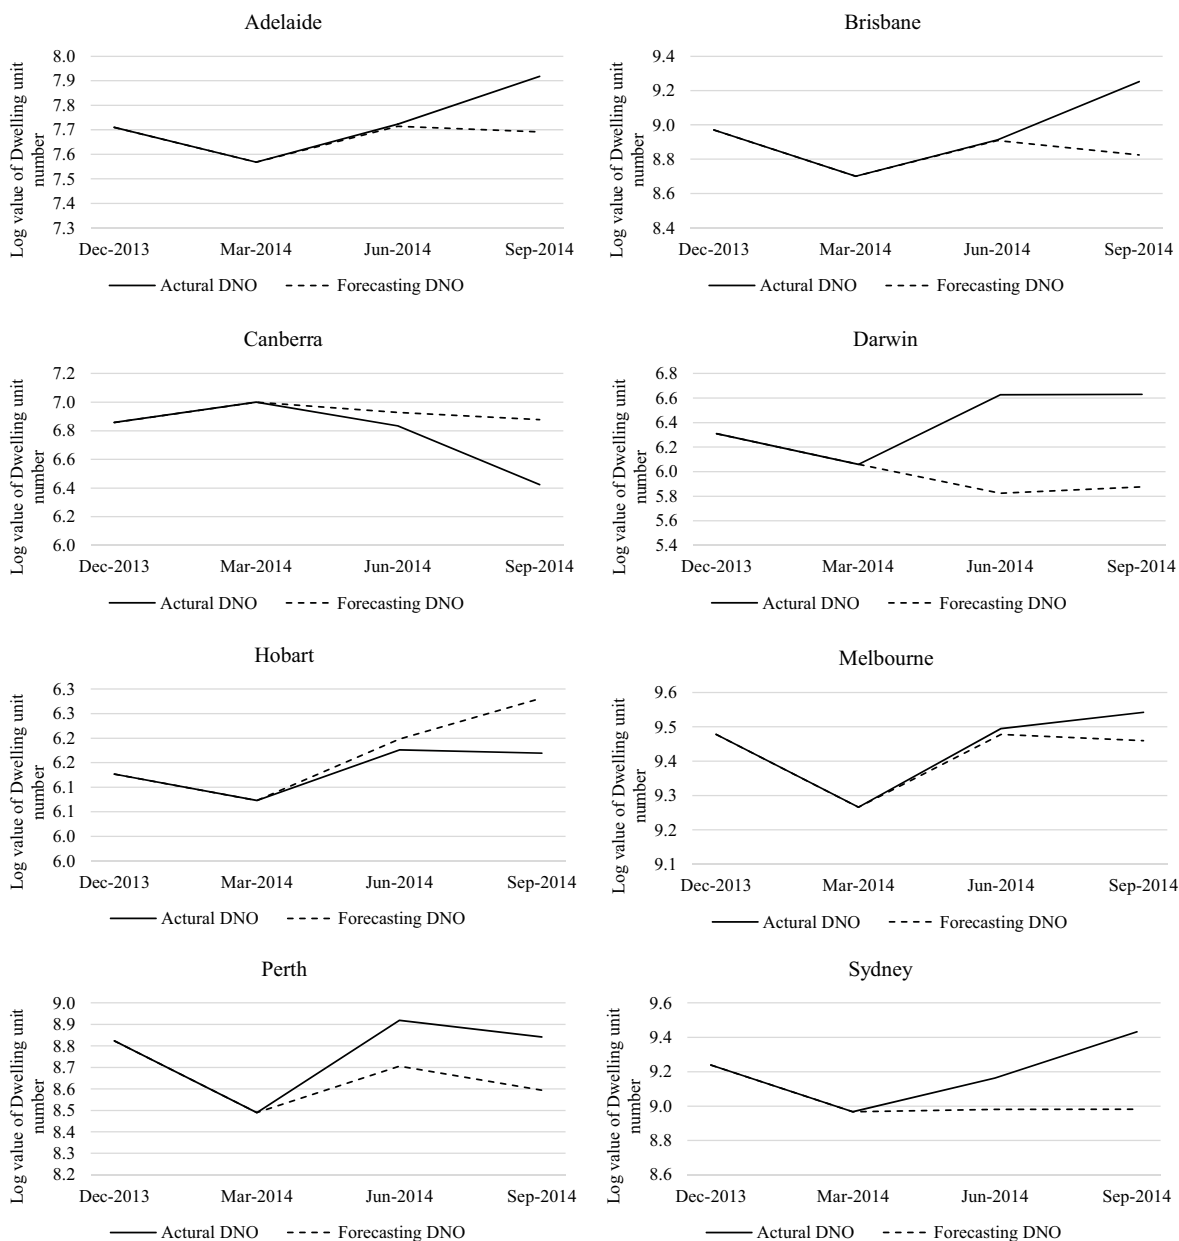 Adelaide
Log value of Dwelling unit
number
8.0
7.9
7.8
7.7
7.6
7.5
7.4
7.3
Dec-2013 Mar-2014 Jun-2014 Sep-2014
Actural DNO Forecasting DNO
Brisbane
Log value of Dwelling unit
number
9.4
9.2
9.0
8.8
8.6
8.4
Dec-2013 Mar-2014 Jun-2014 Sep-2014
Actural DNO Forecasting DNO
Canberra
Log value of Dwelling unit
number
7.2
7.0
6.8
6.6
6.4
6.2
6.0
Dec-2013 Mar-2014 Jun-2014 Sep-2014
Actural DNO Forecasting DNO
Darwin
Log value of Dwelling unit
number
6.8
6.6
6.4
6.2
6.0
5.8
5.6
5.4
Dec-2013 Mar-2014 Jun-2014 Sep-2014
Actural DNO Forecasting DNO
Hobart
Log value of Dwelling unit
number
6.3
6.3
6.2
6.2
6.1
6.1
6.0
6.0
Dec-2013 Mar-2014 Jun-2014 Sep-2014
Actural DNO Forecasting DNO
Melbourne
Log value of Dwelling unit
number
9.6
9.5
9.4
9.3
9.2
9.1
Dec-2013 Mar-2014 Jun-2014 Sep-2014
Actural DNO Forecasting DNO
Perth
Log value of Dwelling unit
number
9.0
8.9
8.8
8.7
8.6
8.5
8.4
8.3
8.2
Dec-2013 Mar-2014 Jun-2014 Sep-2014
Actural DNO Forecasting DNO
Sydney
Log value of Dwelling unit
number
9.6
9.4
9.2
9.0
8.8
8.6
Dec-2013 Mar-2014 Jun-2014 Sep-2014
Actural DNO Forecasting DNO